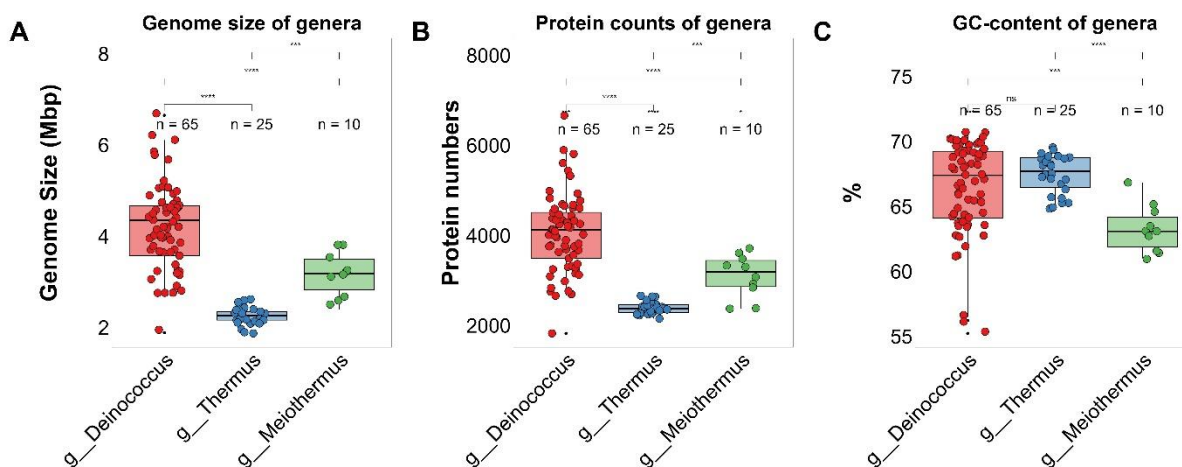 A
Genome size of genera
Genome Size (Mbp)
8
6
4
2
***
****
****
n = 65
n = 25
n = 10
g__Deinococcus
g__Thermus
g__Meiothermus
B
Protein counts of genera
Protein numbers
8000
6000
4000
2000
***
****
****
n = 65
n = 25
n = 10
g__Deinococcus
g__Thermus
g__Meiothermus
C
GC-content of genera
%
75
70
65
60
55
****
***
ns
n = 65
n = 25
n = 10
g__Deinococcus
g__Thermus
g__Meiothermus